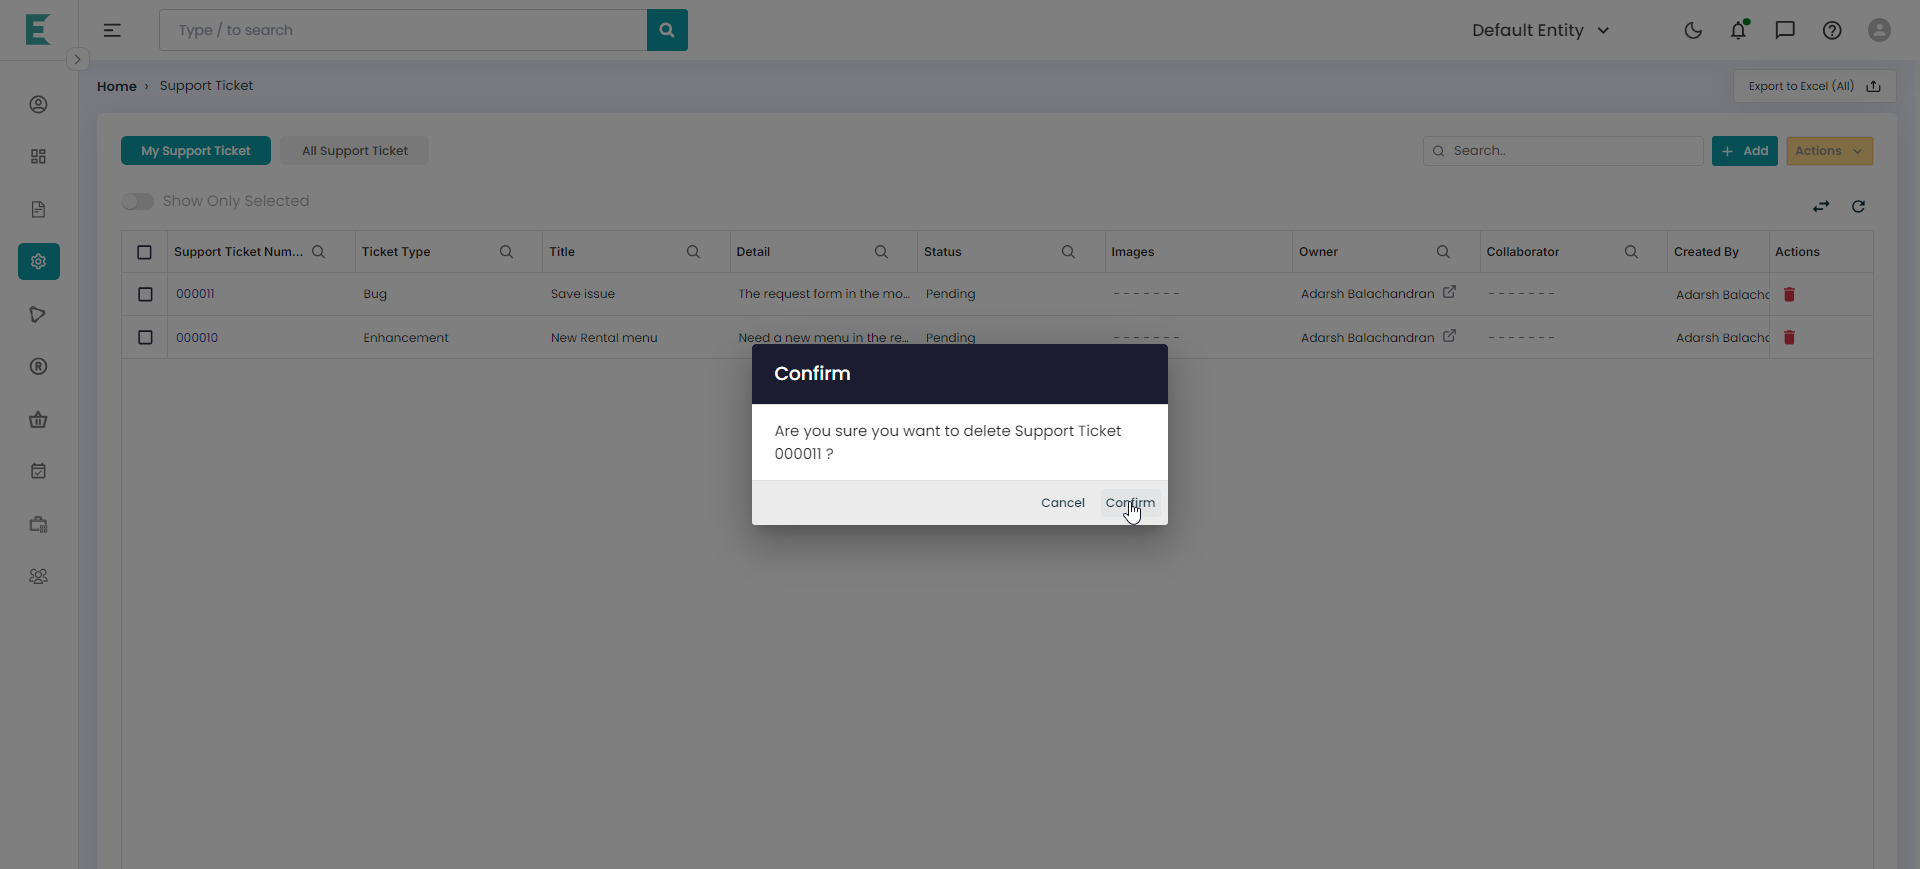 E
Type / to search
Default Entity
Home › Support Ticket
Export to Excel (All)
My Support Ticket
All Support Ticket
Search..
+ Add
Actions
Show Only Selected
Support Ticket Num... Ticket Type Title Detail Status Images Owner Collaborator Created By Actions
000011 Bug Save issue The request form in the mo... Pending ------- Adarsh Balachandran ------- Adarsh Balacha
000010 Enhancement New Rental menu Need a new menu in the re... Pending ------- Adarsh Balachandran ------- Adarsh Balacha
Confirm
Are you sure you want to delete Support Ticket
000011 ?
Cancel Confirm